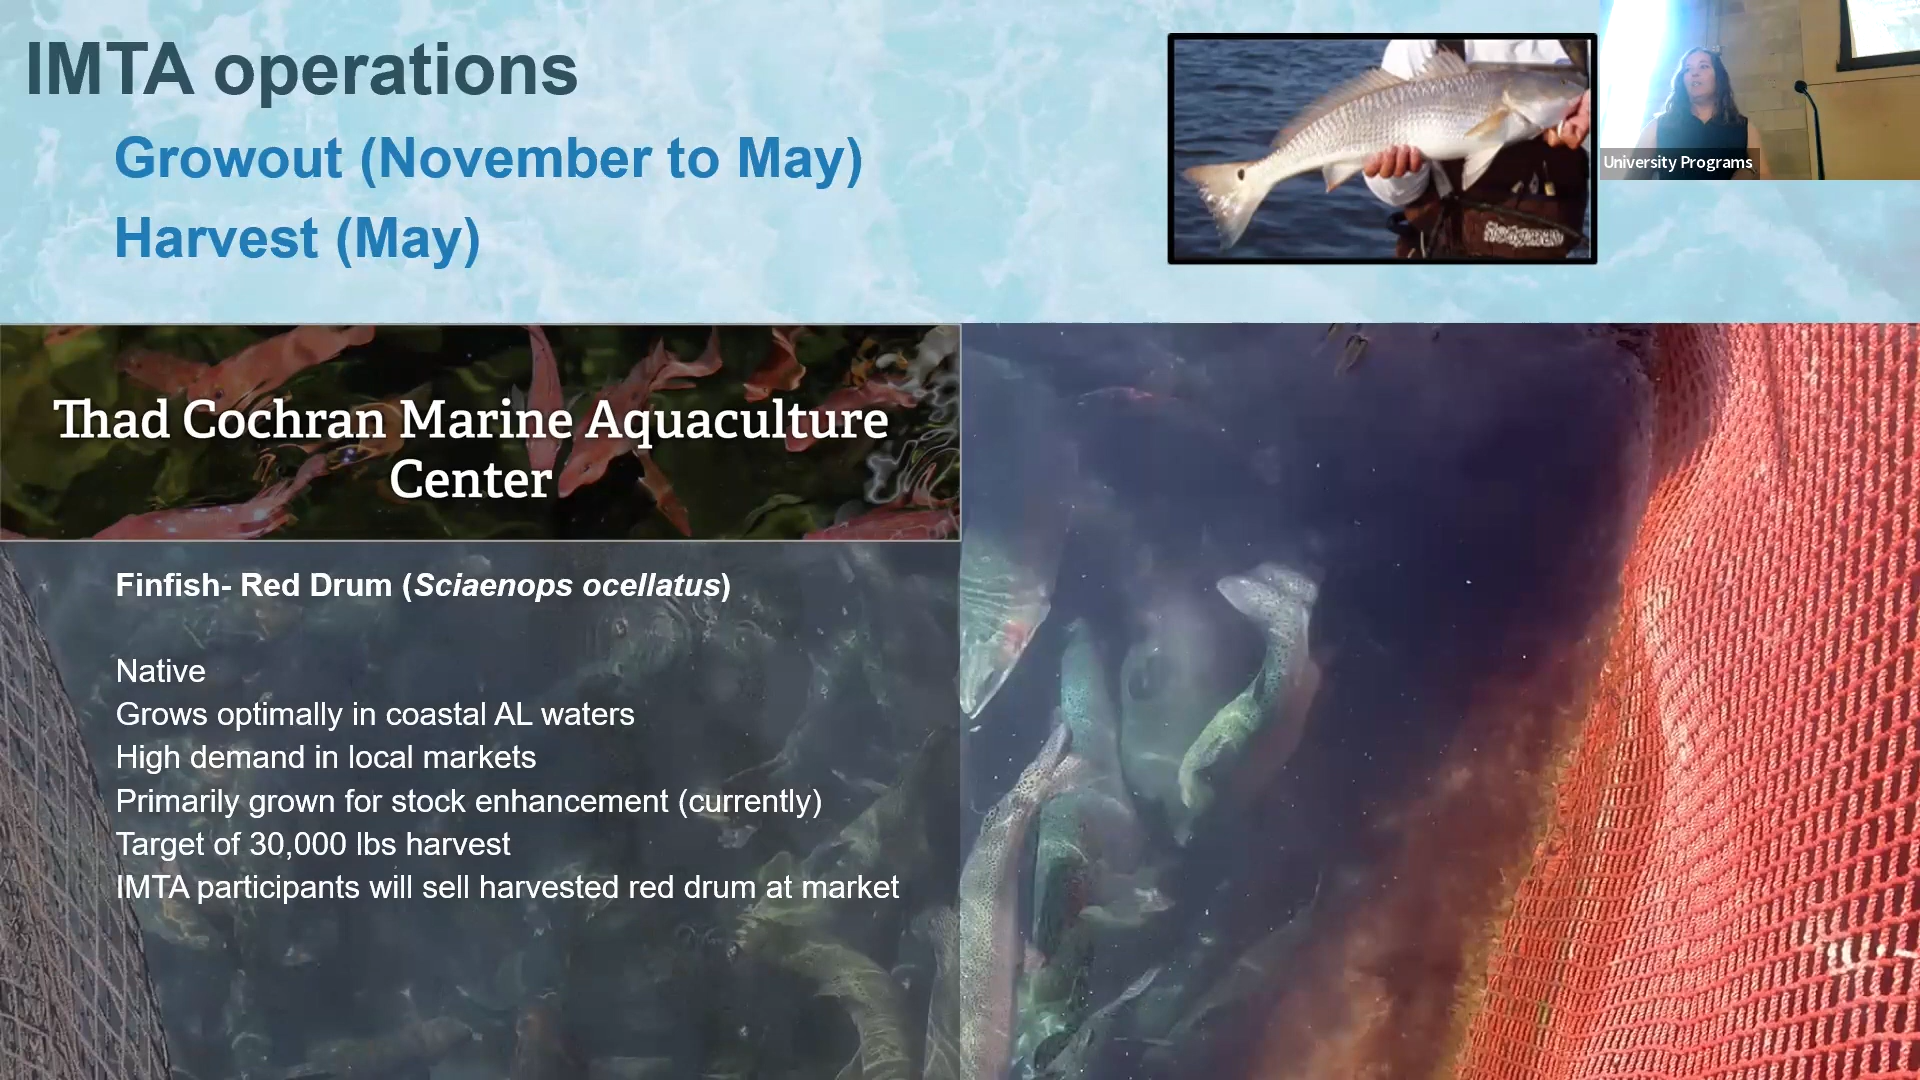 IMTA operations
Growout (November to May)
Harvest (May)
University Programs
Thad Cochran Marine Aquaculture
Center
Finfish- Red Drum (Sciaenops ocellatus)
Native
Grows optimally in coastal AL waters
High demand in local markets
Primarily grown for stock enhancement (currently)
Target of 30,000 lbs harvest
IMTA participants will sell harvested red drum at market